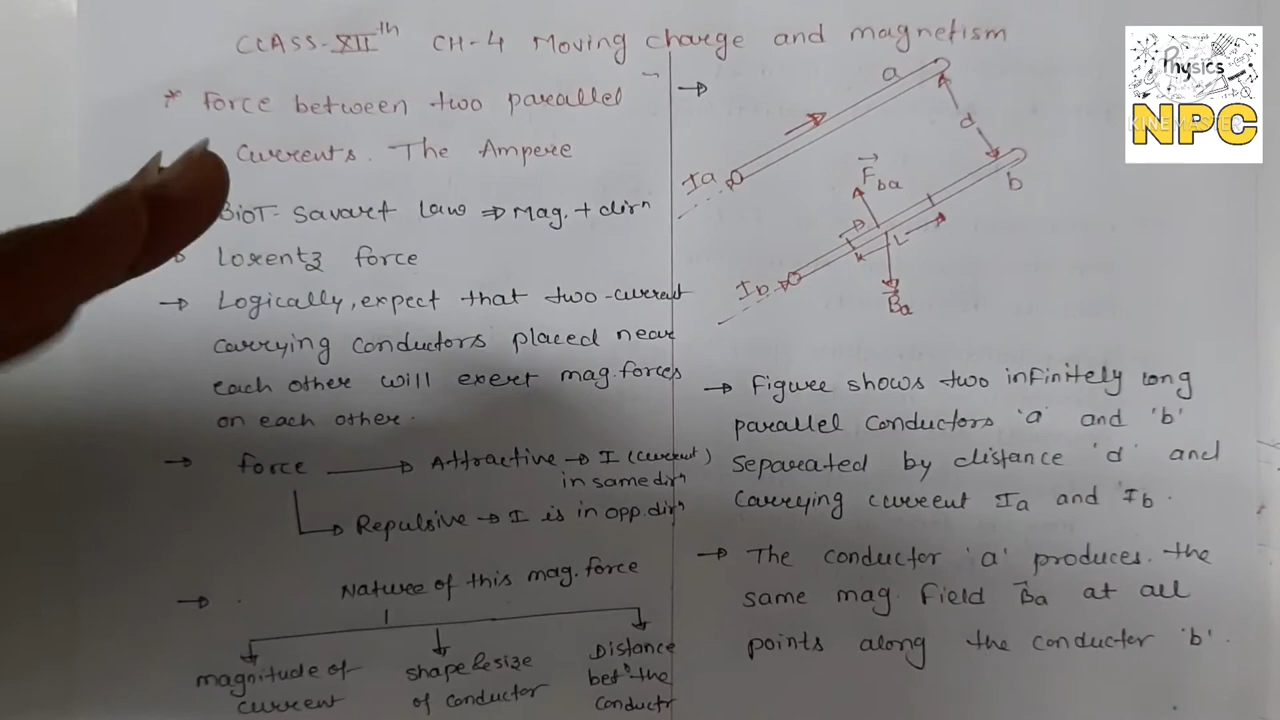 CLASS-XIIth CH-4 Moving charge and magnetism
* Force between two parallel
currents. The Ampere
BIOT-Savart law ⇒ Mag. + dirn
Lorentz force
→ Logically, expect that two-current
carrying conductors placed near
each other will exert mag. forces
on each other.
→ force → Attractive → I (current)
in same dirn
→ Repulsive → I is in opp. dirn
→ . Nature of this mag. force
magnitude of
current
shape & size
of conductor
Distance
betn the
conductr
→
a
d
Ia
Fba
b
L
Ib
Ba
→ Figure shows two infinitely long
parallel conductors 'a' and 'b'
separated by distance 'd' and
carrying current Ia and Ib.
→ The conductor 'a' produces. the
same mag. field Ba at all
points along the conductor 'b'.
Physics
NPC
KINEMASTER